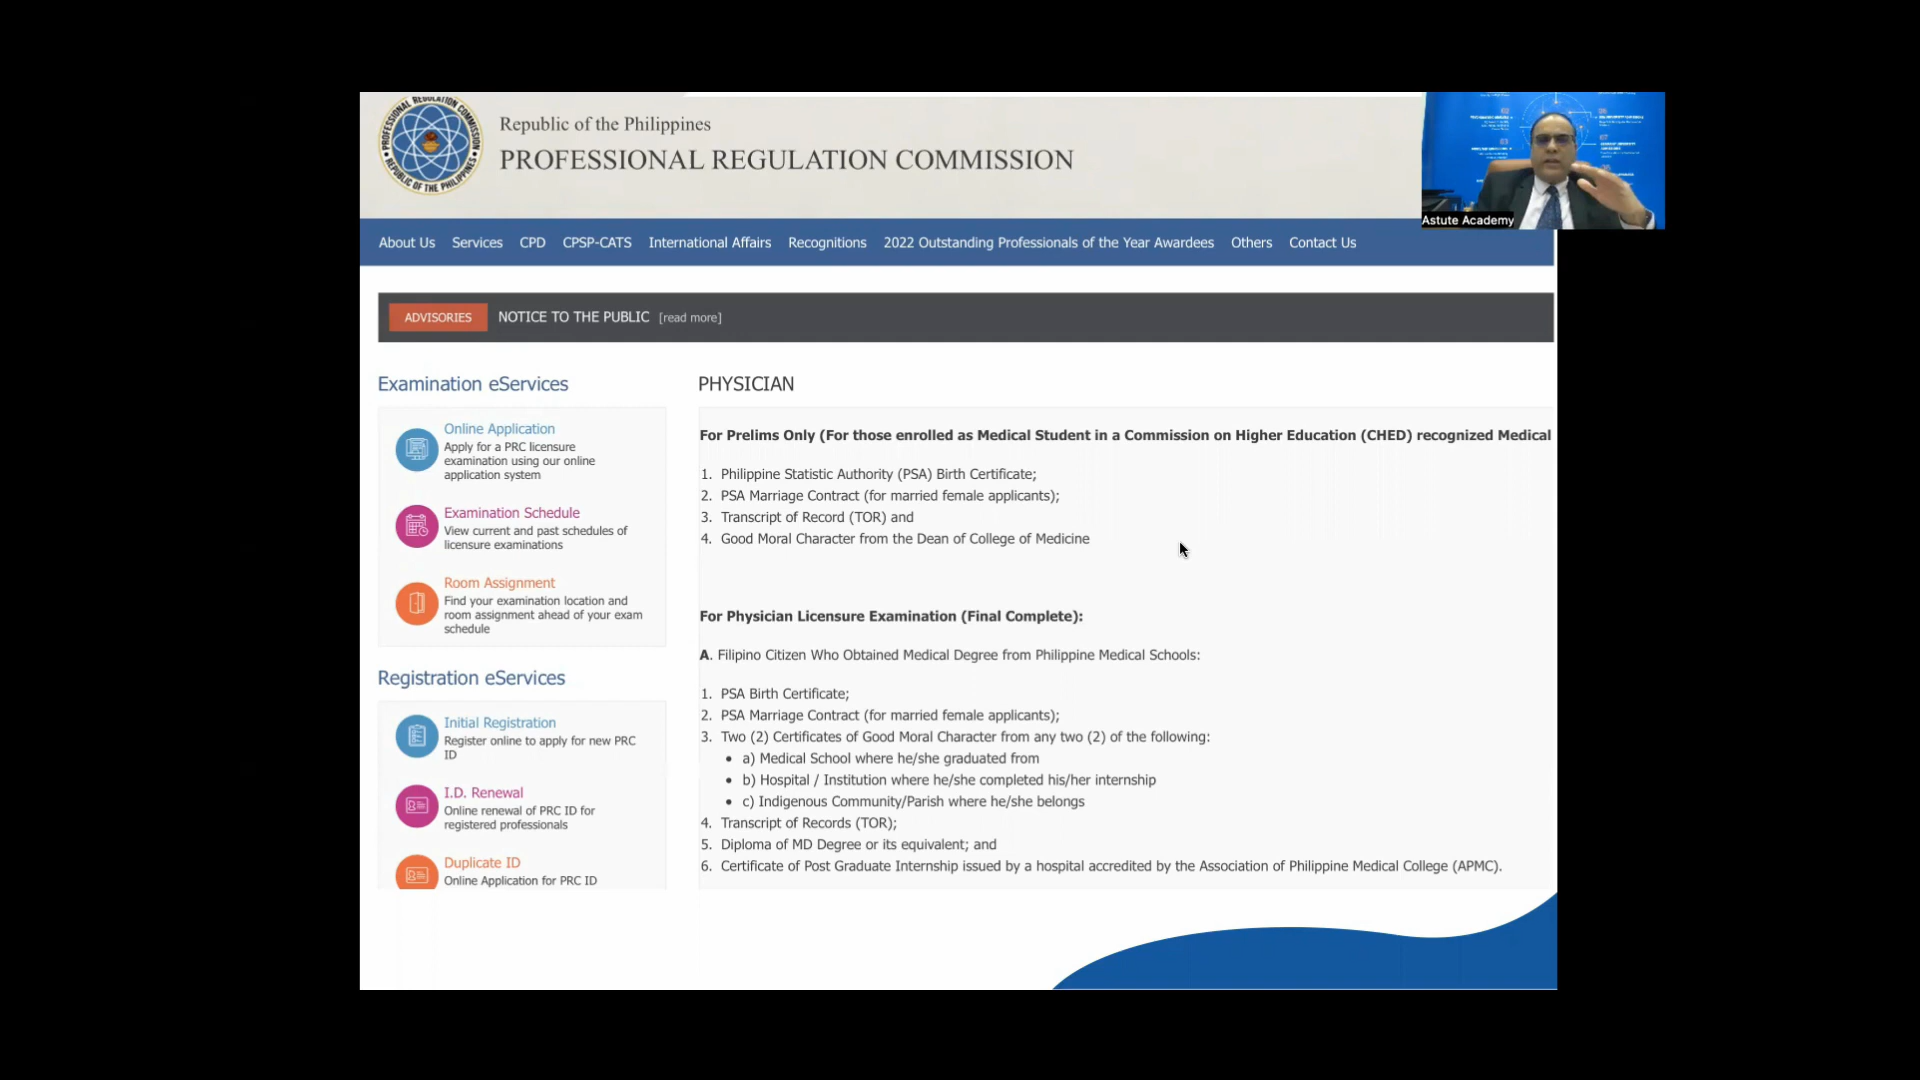 Republic of the Philippines
PROFESSIONAL REGULATION COMMISSION
PROFESSIONAL REGULATION COMMISSION
REPUBLIC OF THE PHILIPPINES
Astute Academy
About Us Services CPD CPSP-CATS International Affairs Recognitions 2022 Outstanding Professionals of the Year Awardees Others Contact Us
ADVISORIES NOTICE TO THE PUBLIC [read more]
Examination eServices
Online Application
Apply for a PRC licensure
examination using our online
application system
Examination Schedule
View current and past schedules of
licensure examinations
Room Assignment
Find your examination location and
room assignment ahead of your exam
schedule
Registration eServices
Initial Registration
Register online to apply for new PRC
ID
I.D. Renewal
Online renewal of PRC ID for
registered professionals
Duplicate ID
Online Application for PRC ID
PHYSICIAN
For Prelims Only (For those enrolled as Medical Student in a Commission on Higher Education (CHED) recognized Medical
1. Philippine Statistic Authority (PSA) Birth Certificate;
2. PSA Marriage Contract (for married female applicants);
3. Transcript of Record (TOR) and
4. Good Moral Character from the Dean of College of Medicine
For Physician Licensure Examination (Final Complete):
A. Filipino Citizen Who Obtained Medical Degree from Philippine Medical Schools:
1. PSA Birth Certificate;
2. PSA Marriage Contract (for married female applicants);
3. Two (2) Certificates of Good Moral Character from any two (2) of the following:
• a) Medical School where he/she graduated from
• b) Hospital / Institution where he/she completed his/her internship
• c) Indigenous Community/Parish where he/she belongs
4. Transcript of Records (TOR);
5. Diploma of MD Degree or its equivalent; and
6. Certificate of Post Graduate Internship issued by a hospital accredited by the Association of Philippine Medical College (APMC).